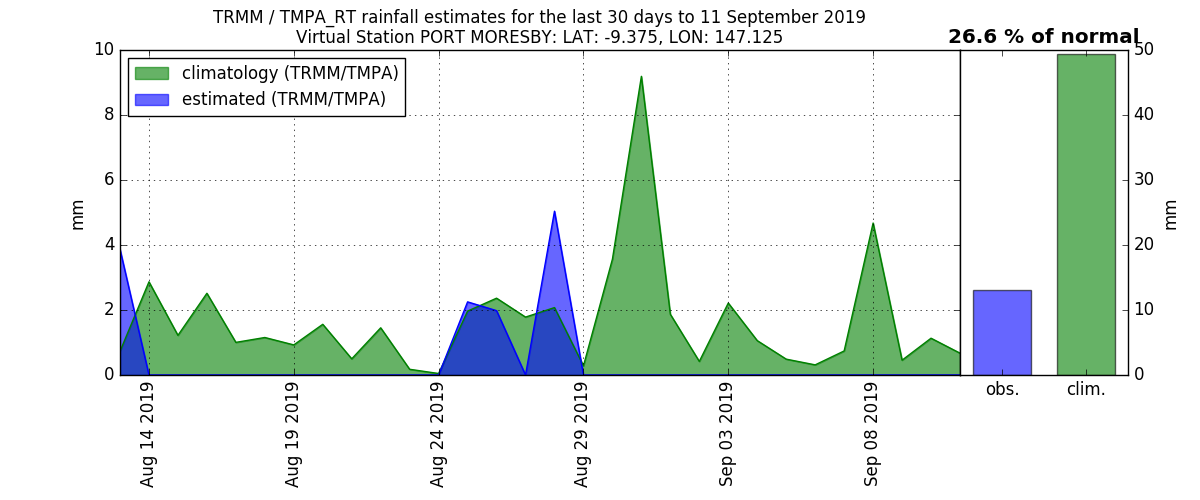 TRMM / TMPA_RT rainfall estimates for the last 30 days to 11 September 2019
Virtual Station PORT MORESBY: LAT: -9.375, LON: 147.125
26.6 % of normal
climatology (TRMM/TMPA)
estimated (TRMM/TMPA)
10
8
6
4
2
0
mm
Aug 14 2019
Aug 19 2019
Aug 24 2019
Aug 29 2019
Sep 03 2019
Sep 08 2019
obs.
clim.
50
40
30
20
10
0
mm